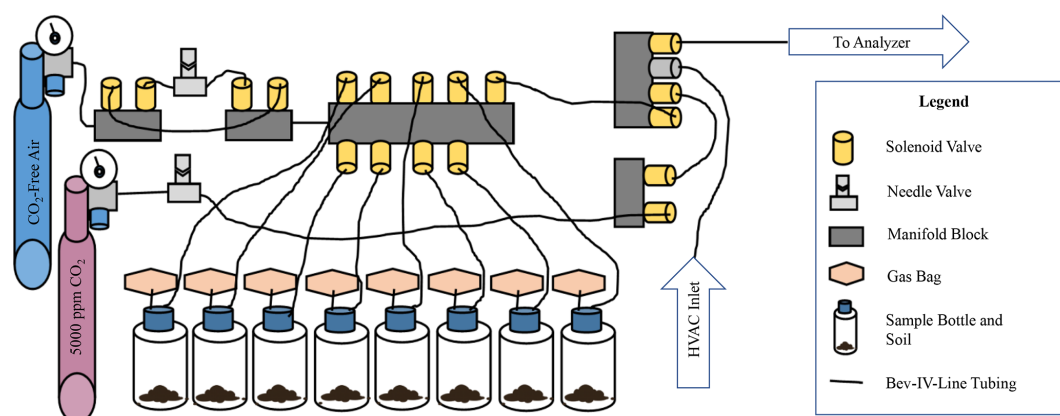 To Analyzer
CO₂-Free Air
5000 ppm CO₂
HVAC Inlet
Legend
Solenoid Valve
Needle Valve
Manifold Block
Gas Bag
Sample Bottle and
Soil
Bev-IV-Line Tubing